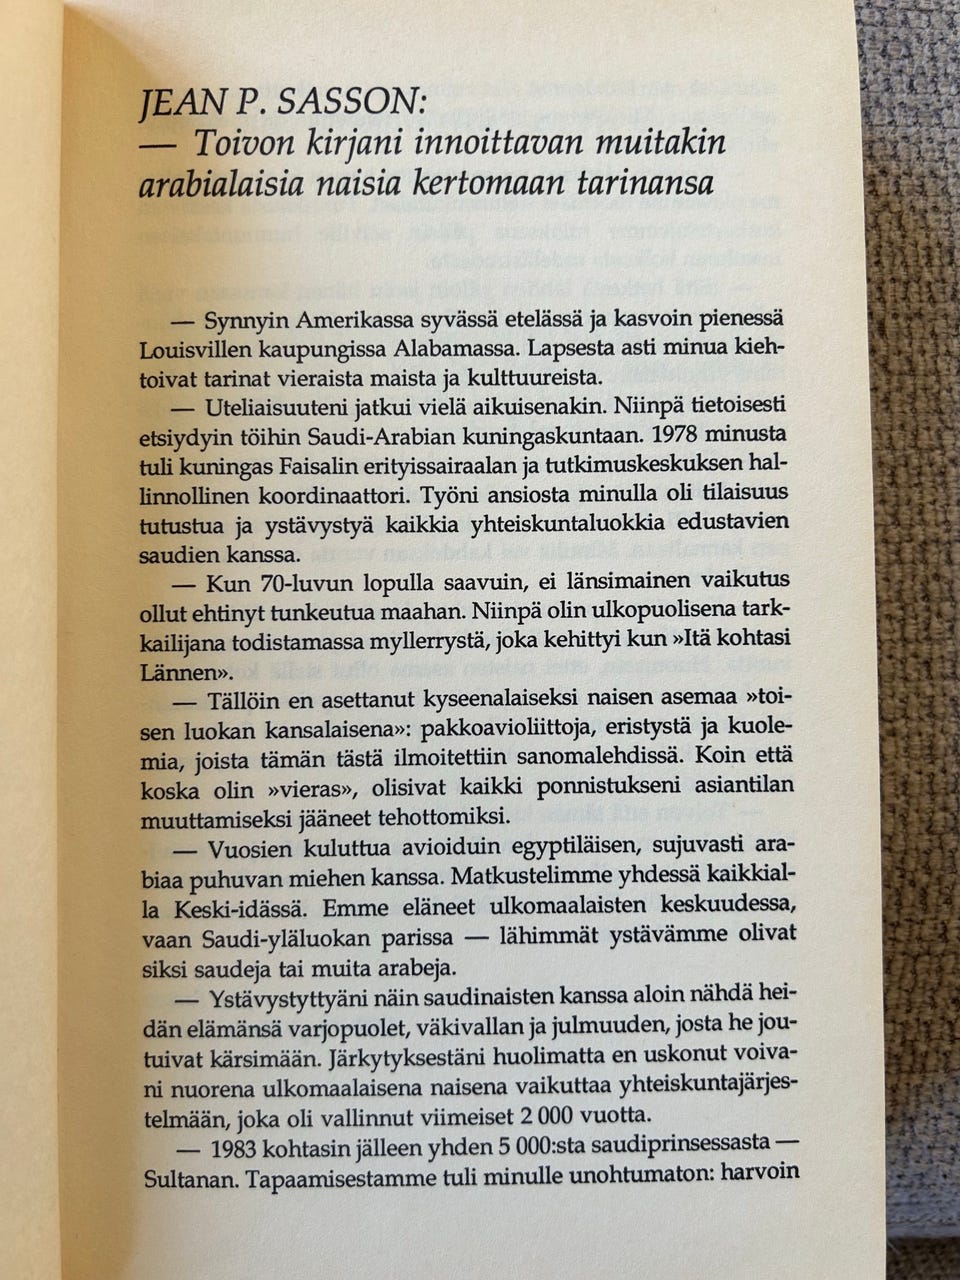 JEAN P. SASSON:
— Toivon kirjani innoittavan muitakin
arabialaisia naisia kertomaan tarinansa
— Synnyin Amerikassa syvässä etelässä ja kasvoin pienessä
Louisvillen kaupungissa Alabamassa. Lapsesta asti minua kieh-
toivat tarinat vieraista maista ja kulttuureista.
— Uteliaisuuteni jatkui vielä aikuisenakin. Niinpä tietoisesti
etsiydyin töihin Saudi-Arabian kuningaskuntaan. 1978 minusta
tuli kuningas Faisalin erityissairaalan ja tutkimuskeskuksen hal-
linnollinen koordinaattori. Työni ansiosta minulla oli tilaisuus
tutustua ja ystävystyä kaikkia yhteiskuntaluokkia edustavien
saudien kanssa.
— Kun 70-luvun lopulla saavuin, ei länsimainen vaikutus
ollut ehtinyt tunkeutua maahan. Niinpä olin ulkopuolisena tark-
kailijana todistamassa myllerrystä, joka kehittyi kun »Itä kohtasi
Lännen».
— Tällöin en asettanut kyseenalaiseksi naisen asemaa »toi-
sen luokan kansalaisena»: pakkoavioliittoja, eristystä ja kuole-
mia, joista tämän tästä ilmoitettiin sanomalehdissä. Koin että
koska olin »vieras», olisivat kaikki ponnistukseni asiantilan
muuttamiseksi jääneet tehottomiksi.
— Vuosien kuluttua avioiduin egyptiläisen, sujuvasti ara-
biaa puhuvan miehen kanssa. Matkustelimme yhdessä kaikkial-
la Keski-idässä. Emme eläneet ulkomaalaisten keskuudessa,
vaan Saudi-yläluokan parissa — lähimmät ystävämme olivat
siksi saudeja tai muita arabeja.
— Ystävystyttyäni näin saudinaisten kanssa aloin nähdä hei-
dän elämänsä varjopuolet, väkivallan ja julmuuden, josta he jou-
tuivat kärsimään. Järkytyksestäni huolimatta en uskonut voiva-
ni nuorena ulkomaalaisena naisena vaikuttaa yhteiskuntajärjes-
telmään, joka oli vallinnut viimeiset 2 000 vuotta.
— 1983 kohtasin jälleen yhden 5 000:sta saudiprinsessasta —
Sultanan. Tapaamisestamme tuli minulle unohtumaton: harvoin